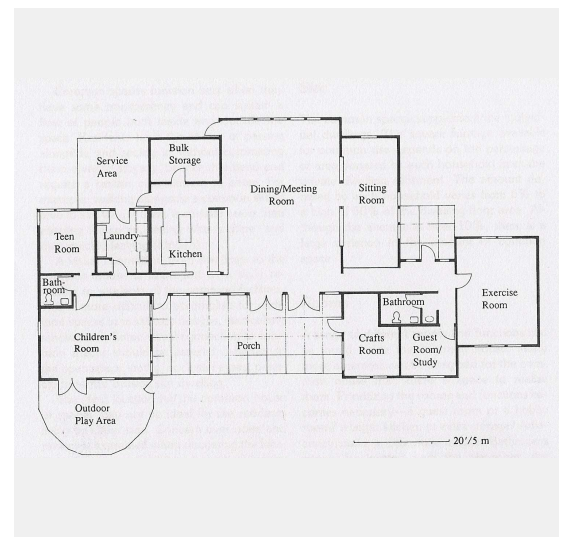 Bulk
Storage
Service
Area
Dining/Meeting
Room
Sitting
Room
Teen
Room
Laundry
Kitchen
Bath-
room
Bathroom
Exercise
Room
Children's
Room
Porch
Crafts
Room
Guest
Room/
Study
Outdoor
Play Area
20'/5 m